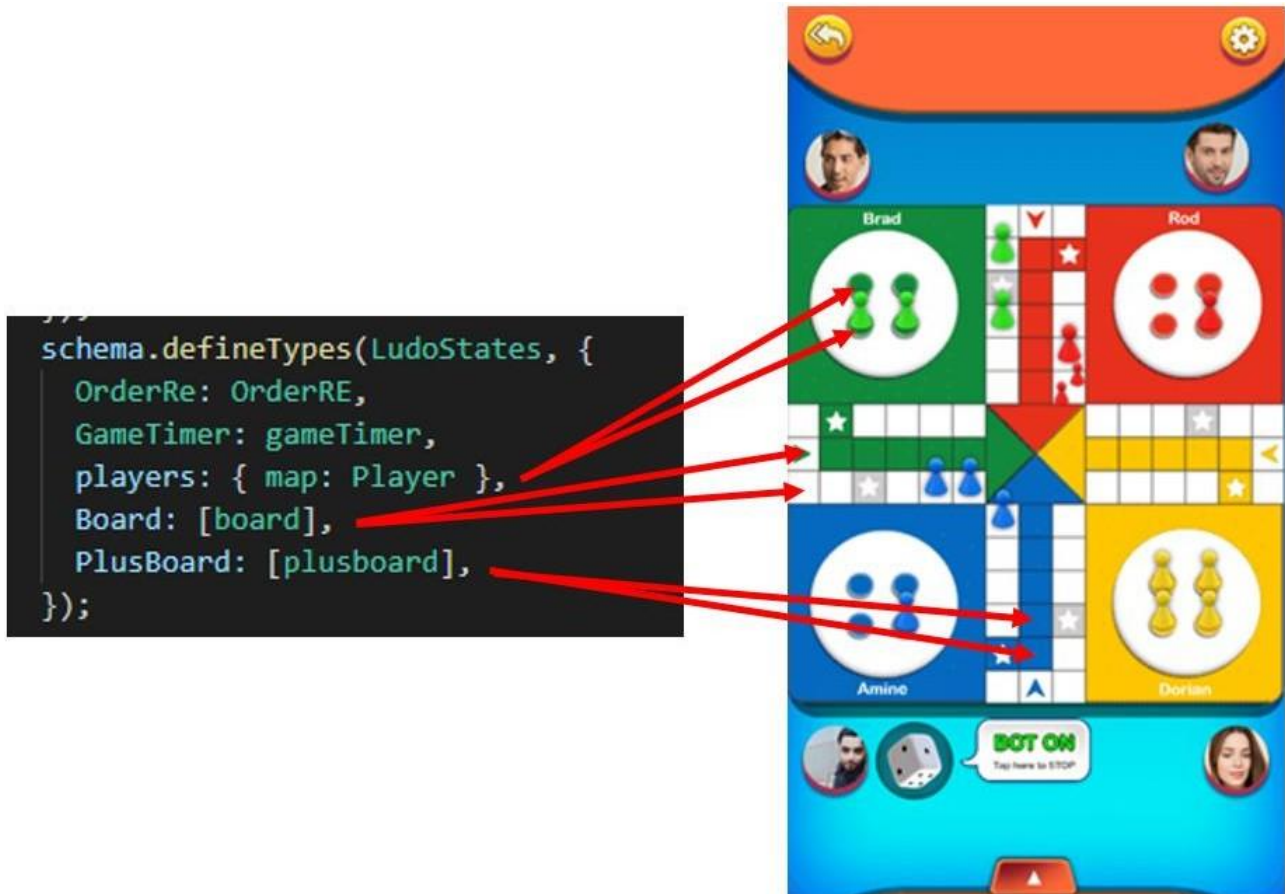 schema.defineTypes(LudoStates, {
OrderRe: OrderRE,
GameTimer: gameTimer,
players: { map: Player },
Board: [board],
PlusBoard: [plusboard],
});
Brad
Rod
Amine
Dorian
BOT ON
Tap here to STOP